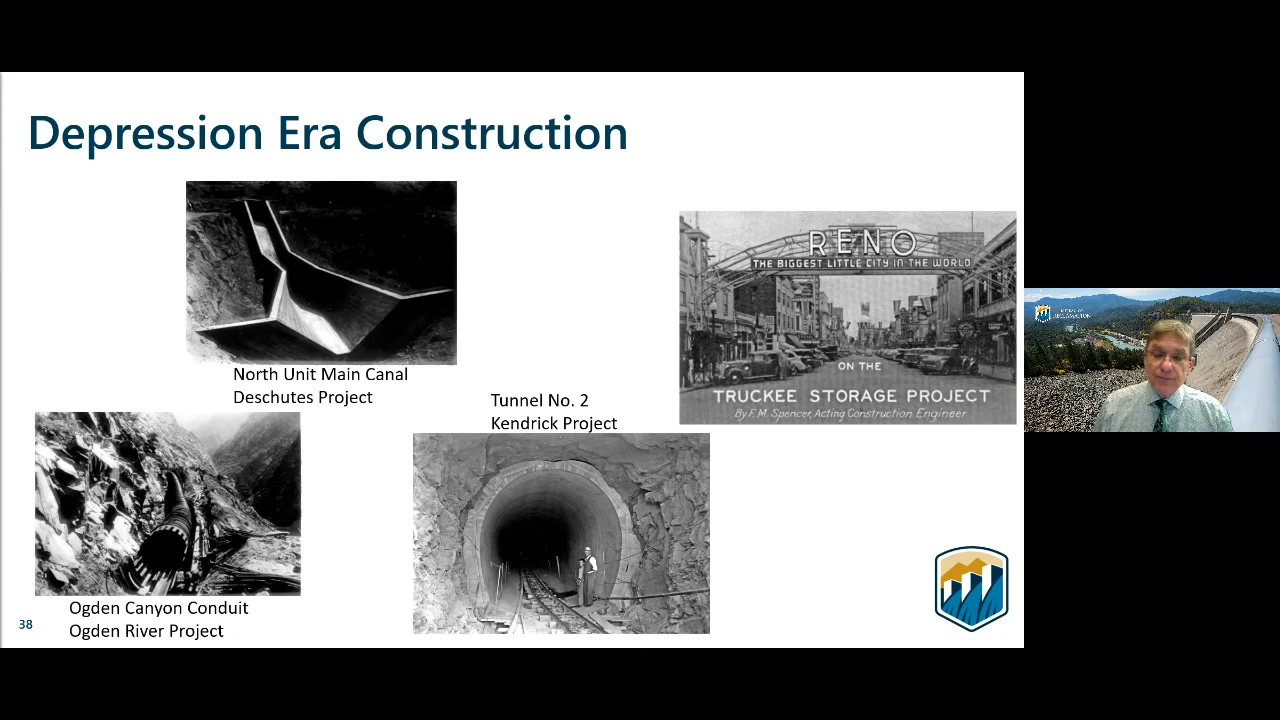 Depression Era Construction
North Unit Main Canal
Deschutes Project
RENO
THE BIGGEST LITTLE CITY IN THE WORLD
ON THE
TRUCKEE STORAGE PROJECT
By F.M. Spencer, Acting Construction Engineer
Tunnel No. 2
Kendrick Project
Ogden Canyon Conduit
Ogden River Project
38
RECLAMATION